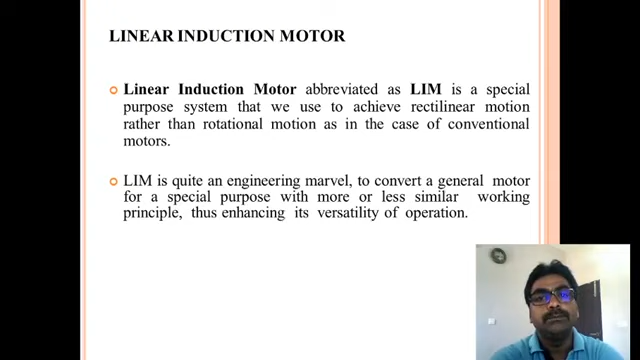 LINEAR INDUCTION MOTOR
Linear Induction Motor abbreviated as LIM is a special
purpose system that we use to achieve rectilinear motion
rather than rotational motion as in the case of conventional
motors.
LIM is quite an engineering marvel, to convert a general motor
for a special purpose with more or less similar working
principle, thus enhancing its versatility of operation.